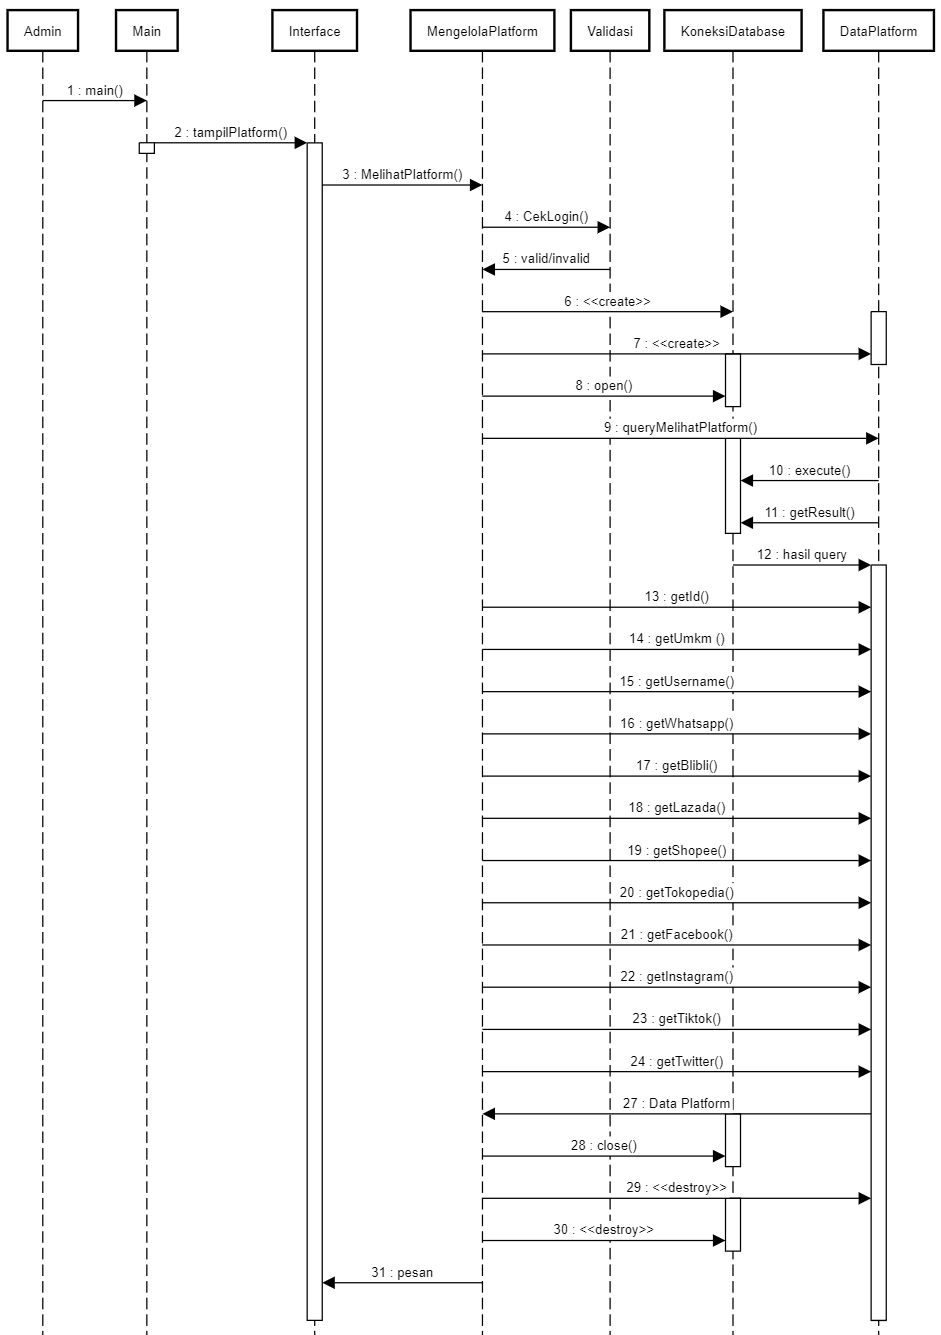 Admin
Main
Interface
MengelolaPlatform
Validasi
KoneksiDatabase
DataPlatform
1 : main()
2 : tampilPlatform()
3 : MelihatPlatform()
4 : CekLogin()
5 : valid/invalid
6 : <<create>>
7 : <<create>>
8 : open()
9 : queryMelihatPlatform()
10 : execute()
11 : getResult()
12 : hasil query
13 : getId()
14 : getUmkm ()
15 : getUsername()
16 : getWhatsapp()
17 : getBlibli()
18 : getLazada()
19 : getShopee()
20 : getTokopedia()
21 : getFacebook()
22 : getInstagram()
23 : getTiktok()
24 : getTwitter()
27 : Data Platform
28 : close()
29 : <<destroy>>
30 : <<destroy>>
31 : pesan